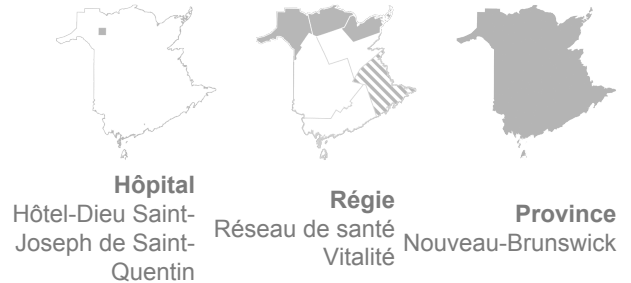 Hôpital
Hôtel-Dieu Saint-
Joseph de Saint-
Quentin
Régie
Réseau de santé
Vitalité
Province
Nouveau-Brunswick